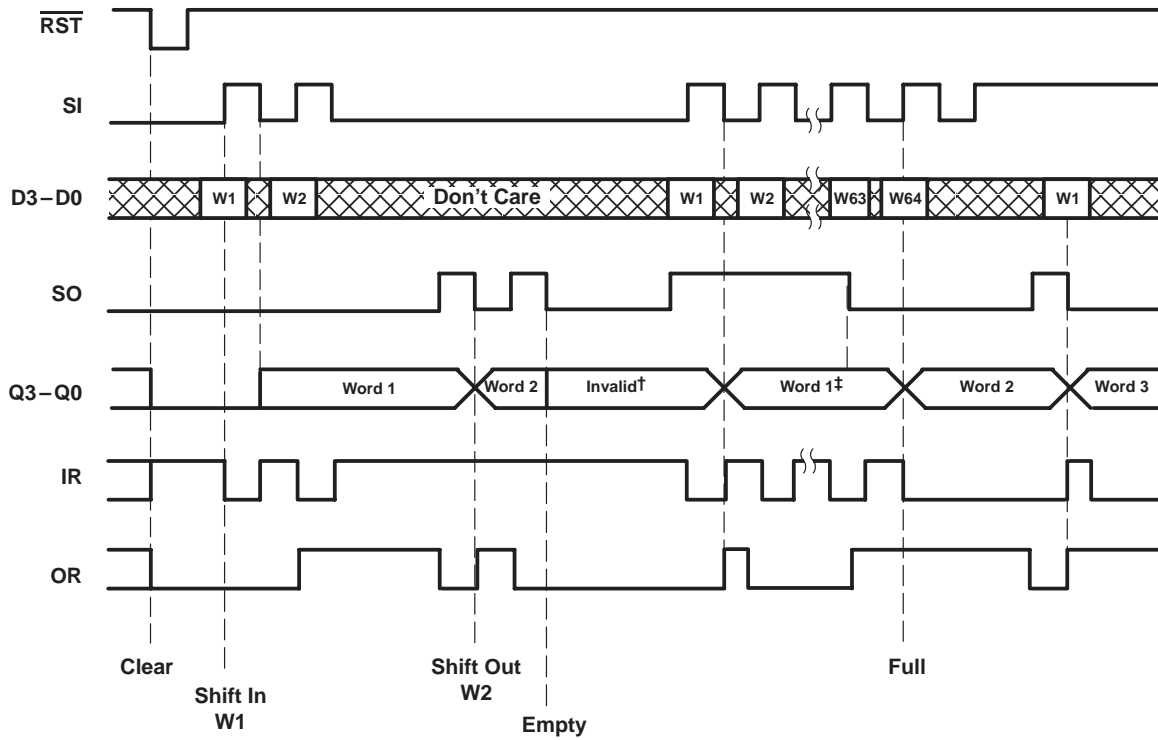 RST
SI
D3–D0 W1 W2 Don't Care W1 W2 W63 W64 W1
SO
Q3–Q0 Word 1 Word 2 Invalid† Word 1‡ Word 2 Word 3
IR
OR
Clear
Shift In
W1
Shift Out
W2
Empty
Full